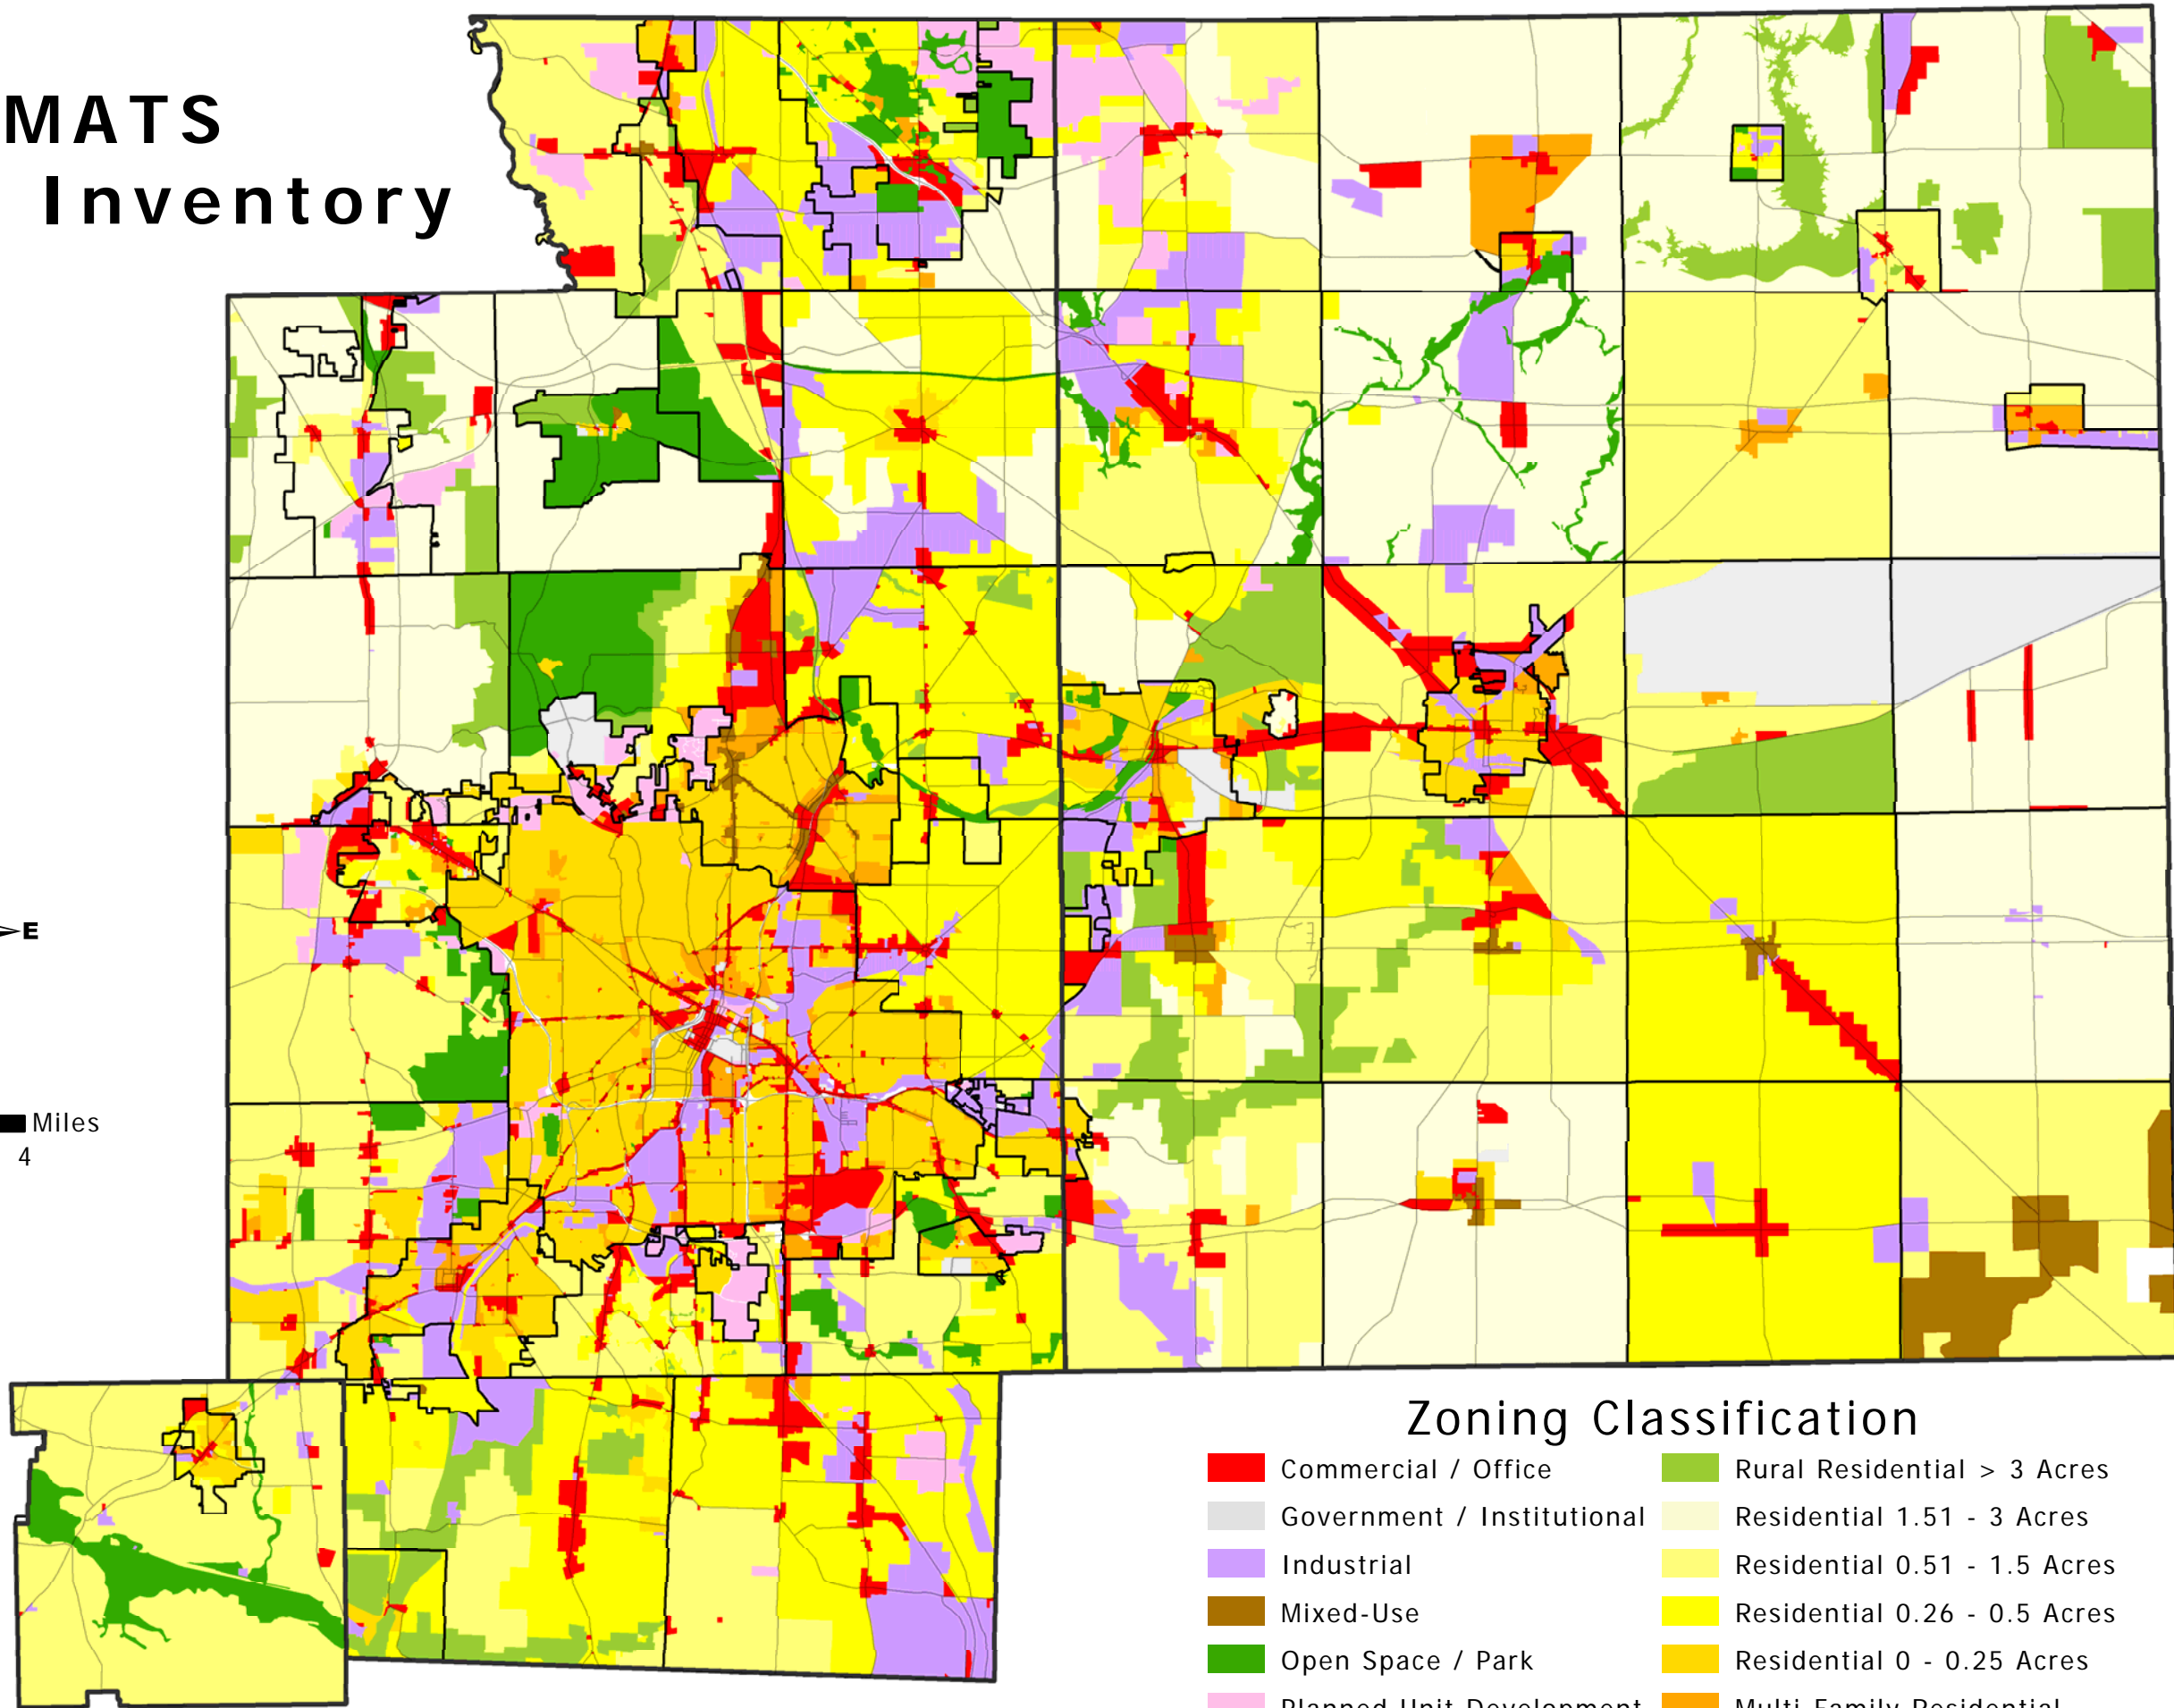 MATS
Inventory
E
Miles
4
Zoning Classification
Commercial / Office
Government / Institutional
Industrial
Mixed-Use
Open Space / Park
Planned Unit Development
Rural Residential > 3 Acres
Residential 1.51 - 3 Acres
Residential 0.51 - 1.5 Acres
Residential 0.26 - 0.5 Acres
Residential 0 - 0.25 Acres
Multi-Family Residential